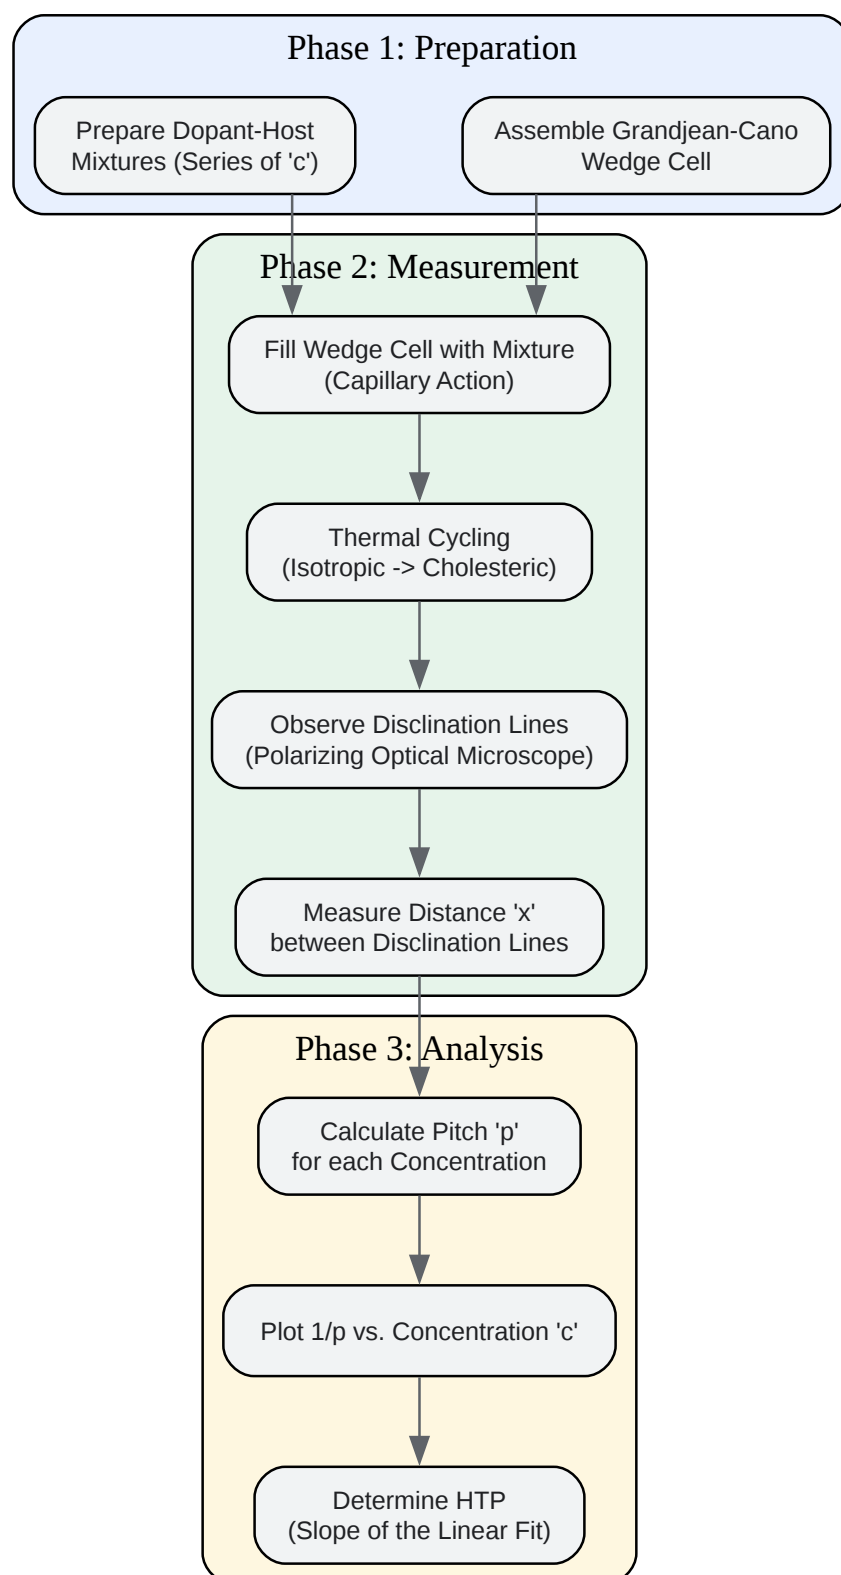 Phase 1: Preparation
Prepare Dopant-Host
Mixtures (Series of 'c')
Assemble Grandjean-Cano
Wedge Cell
Phase 2: Measurement
Fill Wedge Cell with Mixture
(Capillary Action)
Thermal Cycling
(Isotropic -> Cholesteric)
Observe Disclination Lines
(Polarizing Optical Microscope)
Measure Distance 'x'
between Disclination Lines
Phase 3: Analysis
Calculate Pitch 'p'
for each Concentration
Plot 1/p vs. Concentration 'c'
Determine HTP
(Slope of the Linear Fit)